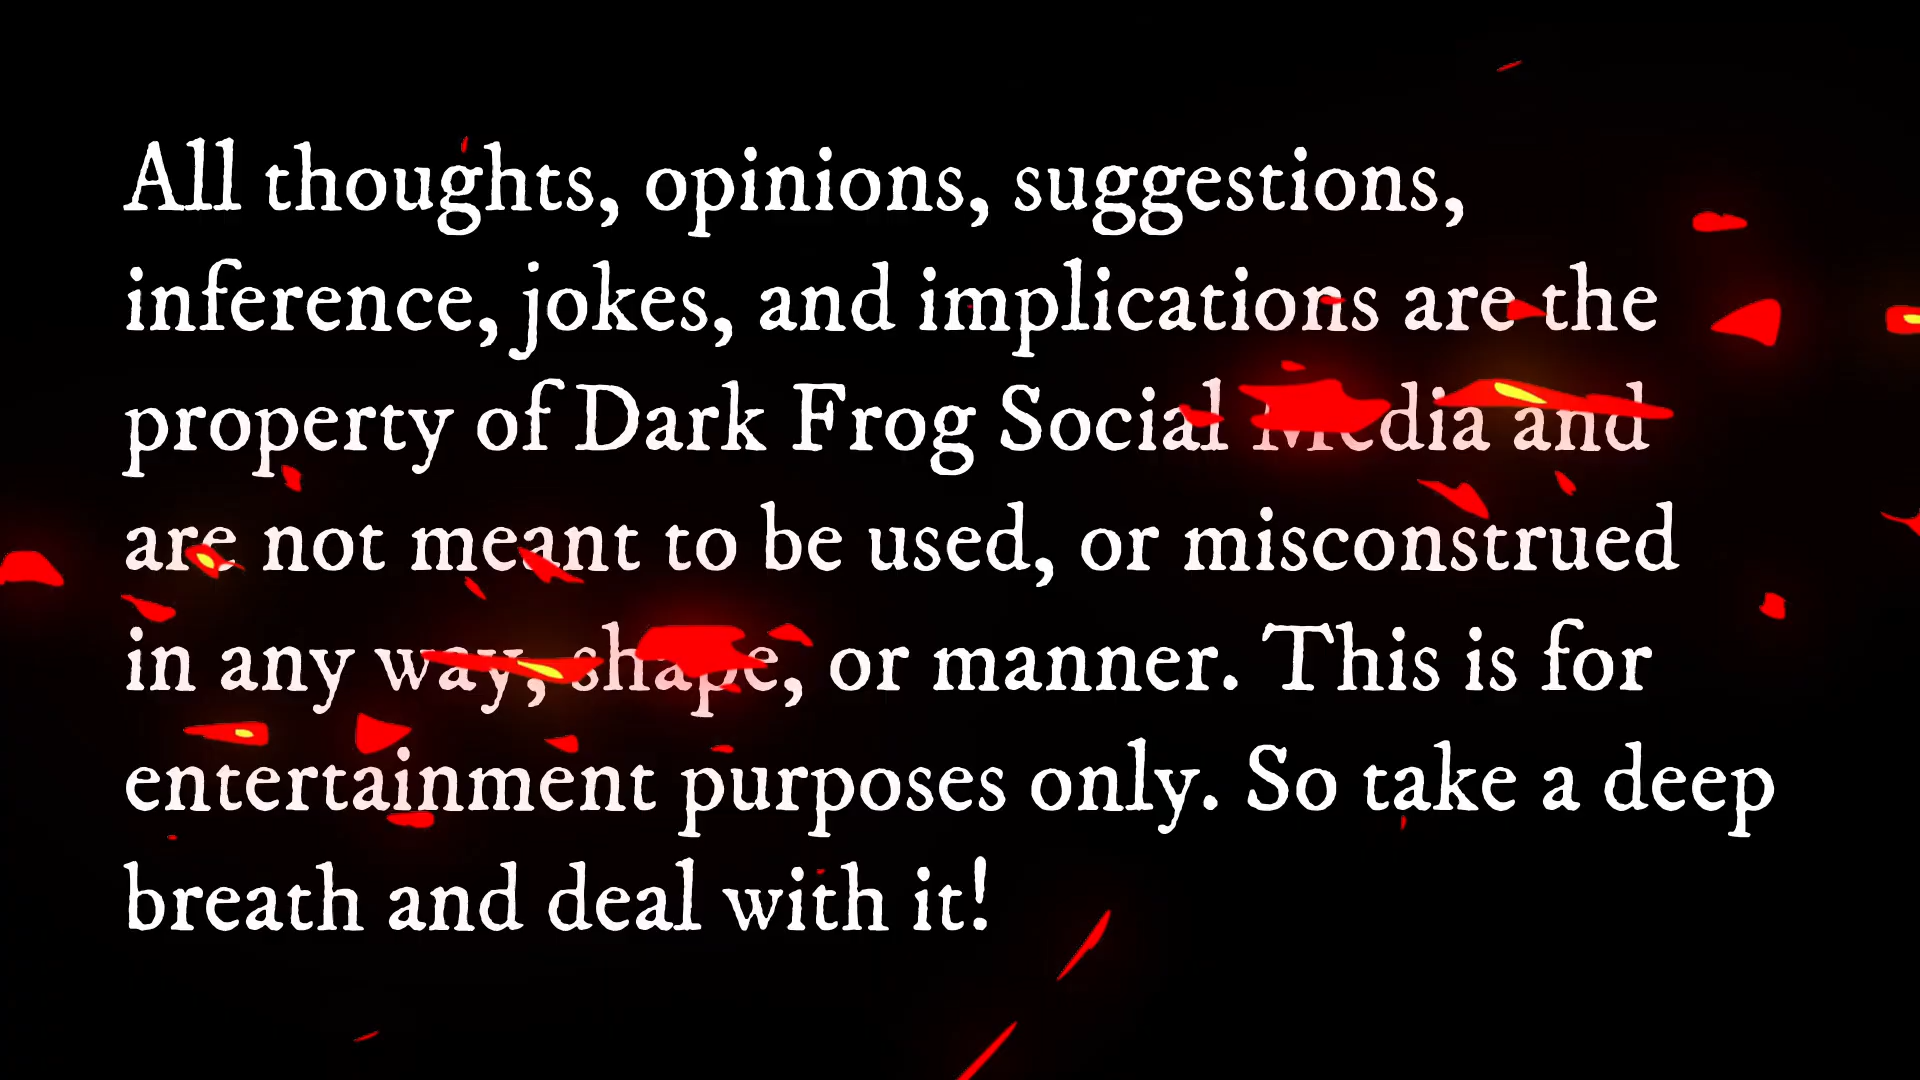 All thoughts, opinions, suggestions,
inference, jokes, and implications are the
property of Dark Frog Social Media and
are not meant to be used, or misconstrued
in any way, shape, or manner. This is for
entertainment purposes only. So take a deep
breath and deal with it!